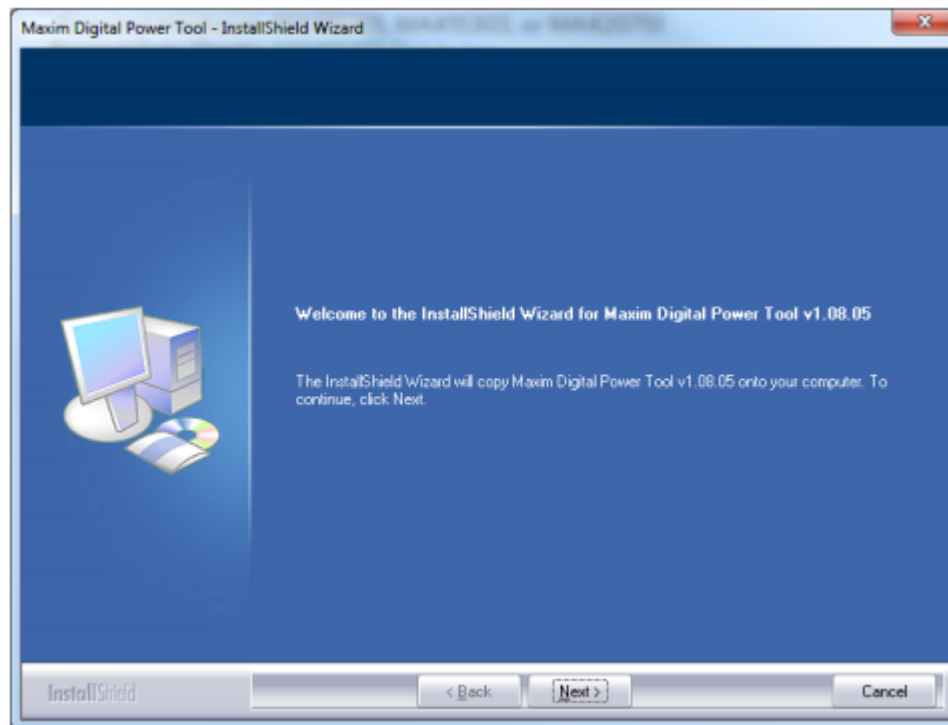 Maxim Digital Power Tool - InstallShield Wizard
Welcome to the InstallShield Wizard for Maxim Digital Power Tool v1.08.05
The InstallShield Wizard will copy Maxim Digital Power Tool v1.08.05 onto your computer. To
continue, click Next.
InstallShield
< Back
Next >
Cancel